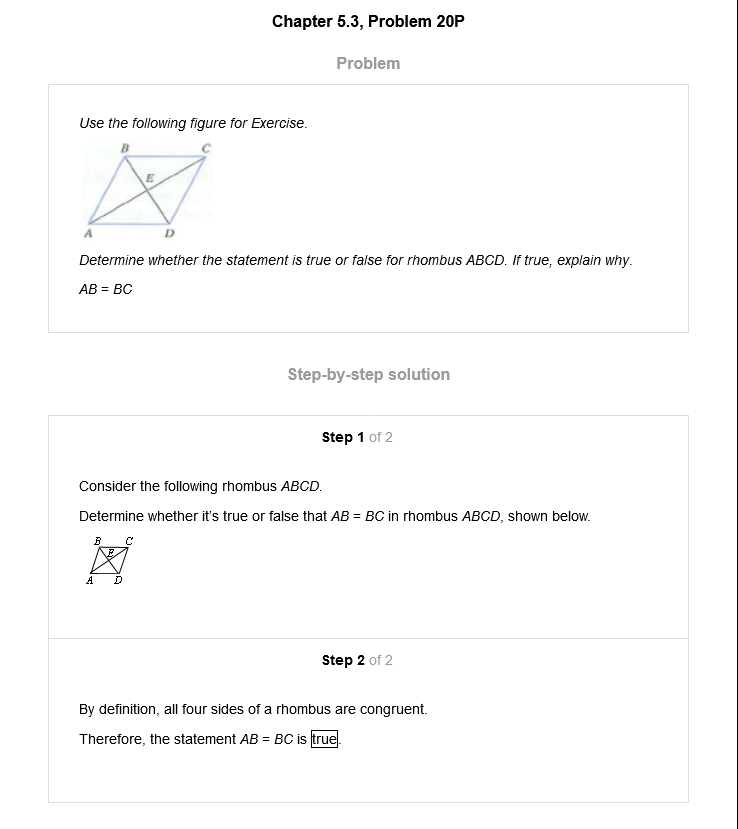 Chapter 5.3, Problem 20P
Problem
Use the following figure for Exercise.
B C
E
A D
Determine whether the statement is true or false for rhombus ABCD. If true, explain why.
AB = BC
Step-by-step solution
Step 1 of 2
Consider the following rhombus ABCD.
Determine whether it's true or false that AB = BC in rhombus ABCD, shown below.
B C
E
A D
Step 2 of 2
By definition, all four sides of a rhombus are congruent.
Therefore, the statement AB = BC is true.